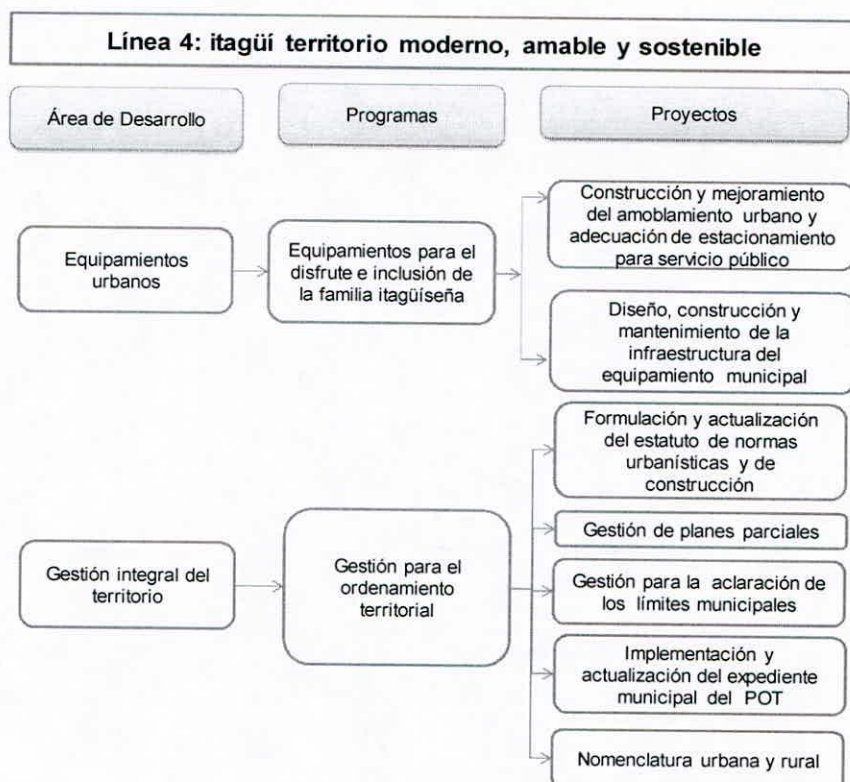 Línea 4: itagüí territorio moderno, amable y sostenible
Área de Desarrollo
Programas
Proyectos
Equipamientos
urbanos
Equipamientos para el
disfrute e inclusión de
la familia itagüíseña
Construcción y mejoramiento
del amoblamiento urbano y
adecuación de estacionamiento
para servicio público
Diseño, construcción y
mantenimiento de la
infraestructura del
equipamiento municipal
Gestión integral del
territorio
Gestión para el
ordenamiento
territorial
Formulación y actualización
del estatuto de normas
urbanísticas y de
construcción
Gestión de planes parciales
Gestión para la aclaración de
los límites municipales
Implementación y
actualización del expediente
municipal del POT
Nomenclatura urbana y rural